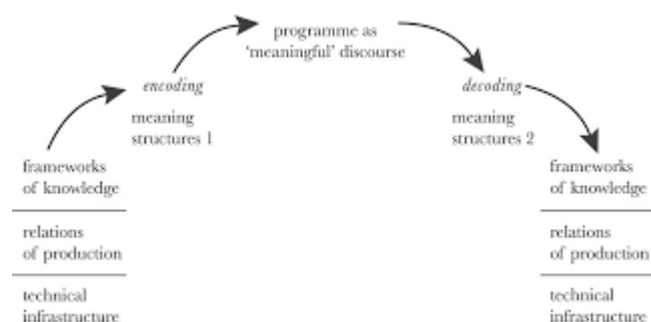 programme as
'meaningful' discourse
encoding
decoding
meaning
structures 1
meaning
structures 2
frameworks
of knowledge
frameworks
of knowledge
relations
of production
relations
of production
technical
infrastructure
technical
infrastructure